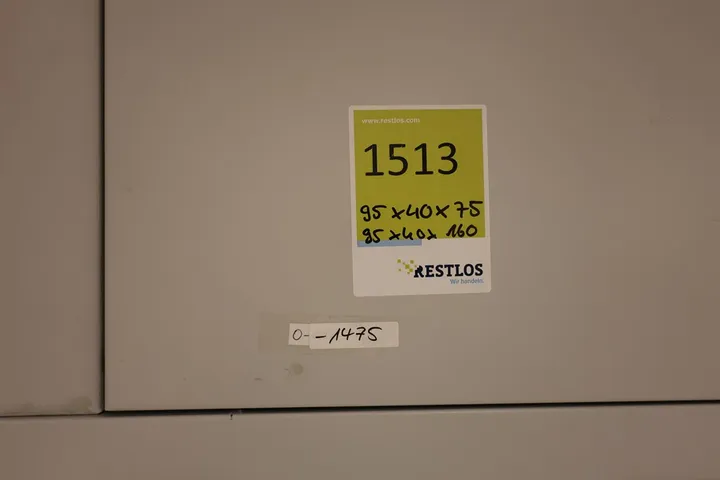 www.restlos.com
1513
95x40x75
95x40x160
RESTLOS
Wir handeln
0- -1475